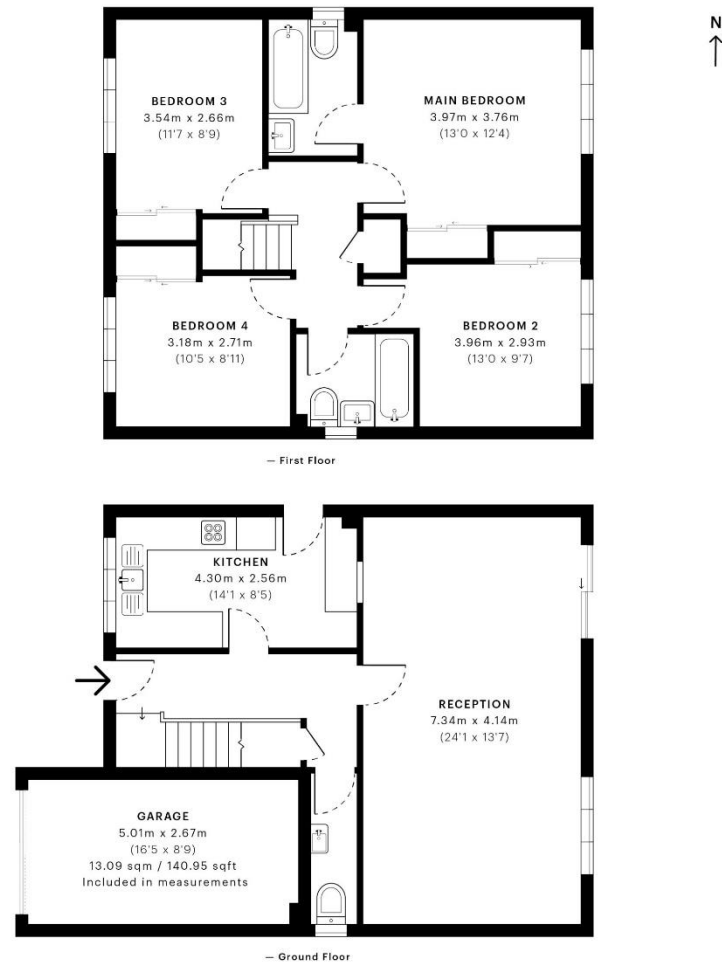 N
BEDROOM 3
3.54m x 2.66m
(11'7 x 8'9)
MAIN BEDROOM
3.97m x 3.76m
(13'0 x 12'4)
BEDROOM 4
3.18m x 2.71m
(10'5 x 8'11)
BEDROOM 2
3.96m x 2.93m
(13'0 x 9'7)
— First Floor
KITCHEN
4.30m x 2.56m
(14'1 x 8'5)
RECEPTION
7.34m x 4.14m
(24'1 x 13'7)
GARAGE
5.01m x 2.67m
(16'5 x 8'9)
13.09 sqm / 140.95 sqft
Included in measurements
— Ground Floor